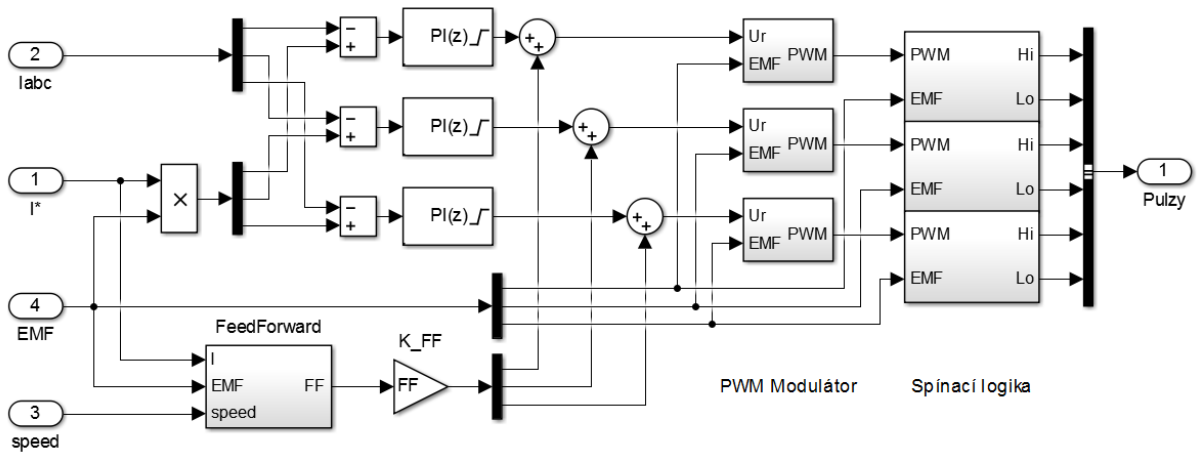 2
Iabc
1
I*
4
EMF
3
speed
×
−
+
−
+
−
+
PI(z)
PI(z)
PI(z)
+
+
+
+
+
+
FeedForward
I
EMF
speed
FF
K_FF
FF
Ur
EMF
PWM
Ur
EMF
PWM
Ur
EMF
PWM
PWM
EMF
Hi
Lo
PWM
EMF
Hi
Lo
PWM
EMF
Hi
Lo
1
Pulzy
PWM Modulátor
Spínací logika